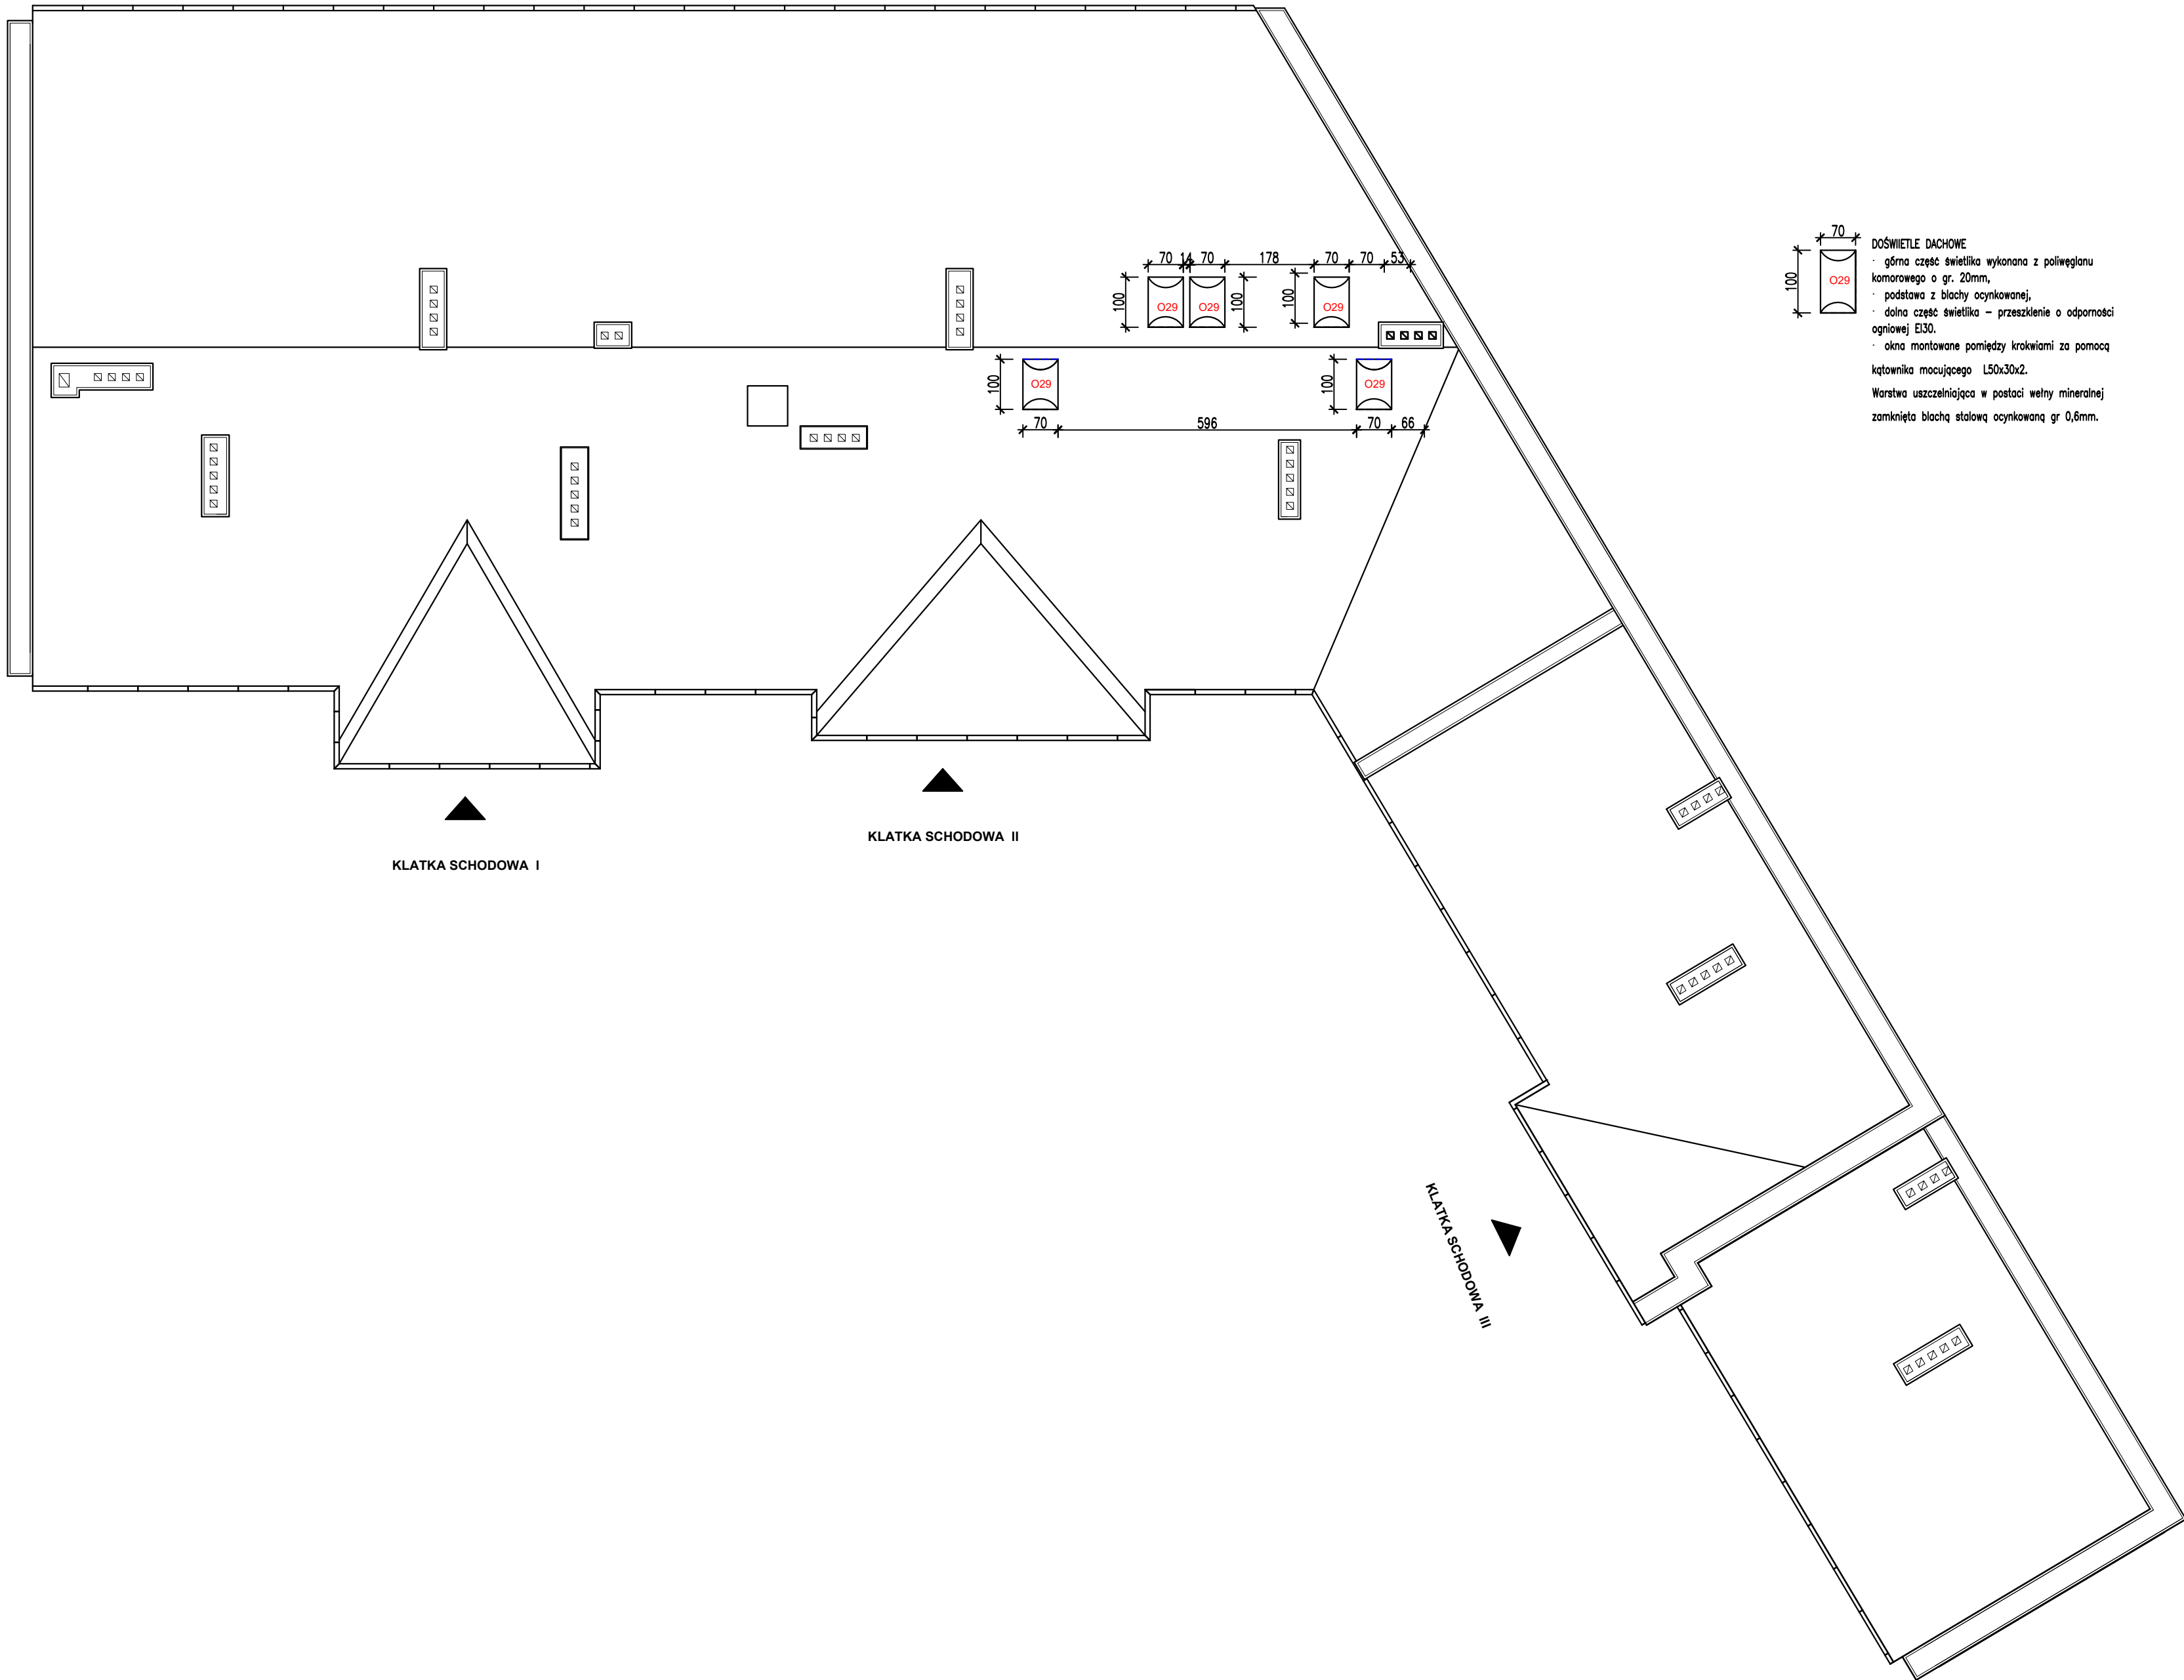 70 14 70 178 70 70 53
100
O29
O29
100
100
O29
100
O29
100
O29
70 596 70 66
70
100
O29
DOŚWIETLE DACHOWE
· górna część świetlika wykonana z poliwęglanu
komorowego o gr. 20mm,
· podstawa z blachy ocynkowanej,
· dolna część świetlika – przeszklenie o odporności
ogniowej EI30.
· okna montowane pomiędzy krokwiami za pomocą
kątownika mocującego L50x30x2.
Warstwa uszczelniająca w postaci wełny mineralnej
zamknięta blachą stalową ocynkowaną gr 0,6mm.
KLATKA SCHODOWA II
KLATKA SCHODOWA I
KLATKA SCHODOWA III